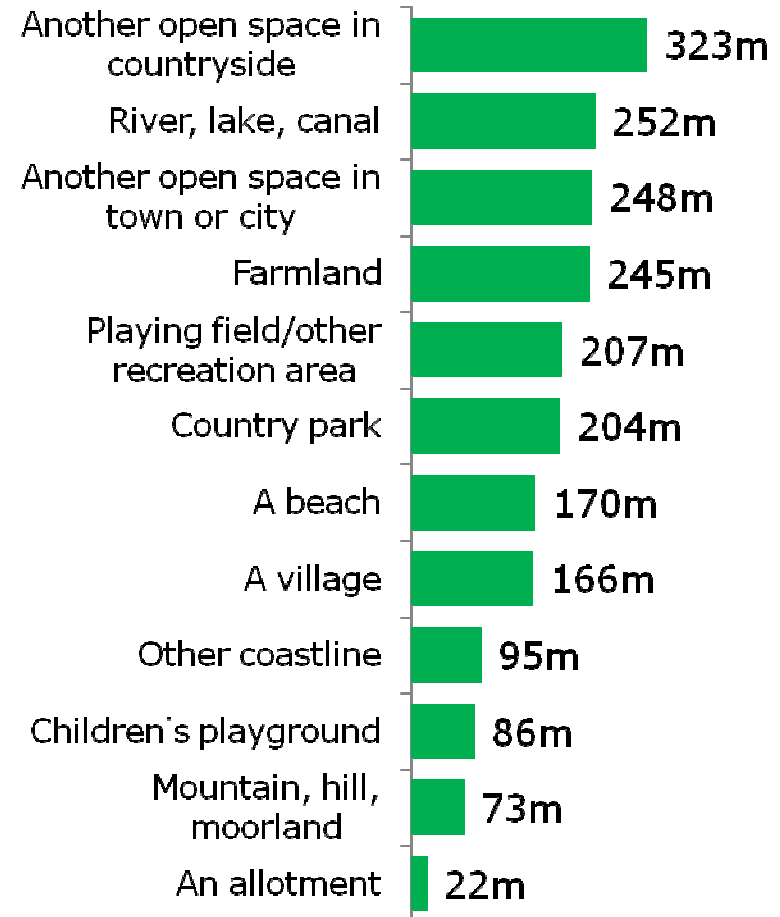 Another open space in
countryside
323m
River, lake, canal
252m
Another open space in
town or city
248m
Farmland
245m
Playing field/other
recreation area
207m
Country park
204m
A beach
170m
A village
166m
Other coastline
95m
Children's playground
86m
Mountain, hill,
moorland
73m
An allotment
22m